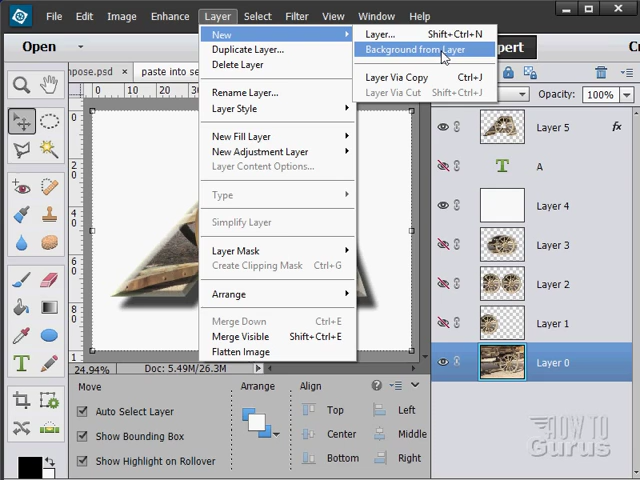 File Edit Image Enhance Layer Select Filter View Window Help
Open
pert
mpose.psd
paste into se
New
Duplicate Layer...
Delete Layer
Rename Layer...
Layer Style
New Fill Layer
New Adjustment Layer
Layer Content Options...
Type
Simplify Layer
Layer Mask
Create Clipping Mask Ctrl+G
Arrange
Merge Down Ctrl+E
Merge Visible Shift+Ctrl+E
Flatten Image
Layer... Shift+Ctrl+N
Background from Layer
Layer Via Copy Ctrl+J
Layer Via Cut Shift+Ctrl+J
Opacity: 100%
Layer 5 fx
T A
Layer 4
Layer 3
Layer 2
Layer 1
Layer 0
24.94% Doc: 5.49M/26.3M
Move
Auto Select Layer
Show Bounding Box
Show Highlight on Rollover
Arrange
Align
Top Left
Center Middle
Bottom Right
HOW TO
Gurus